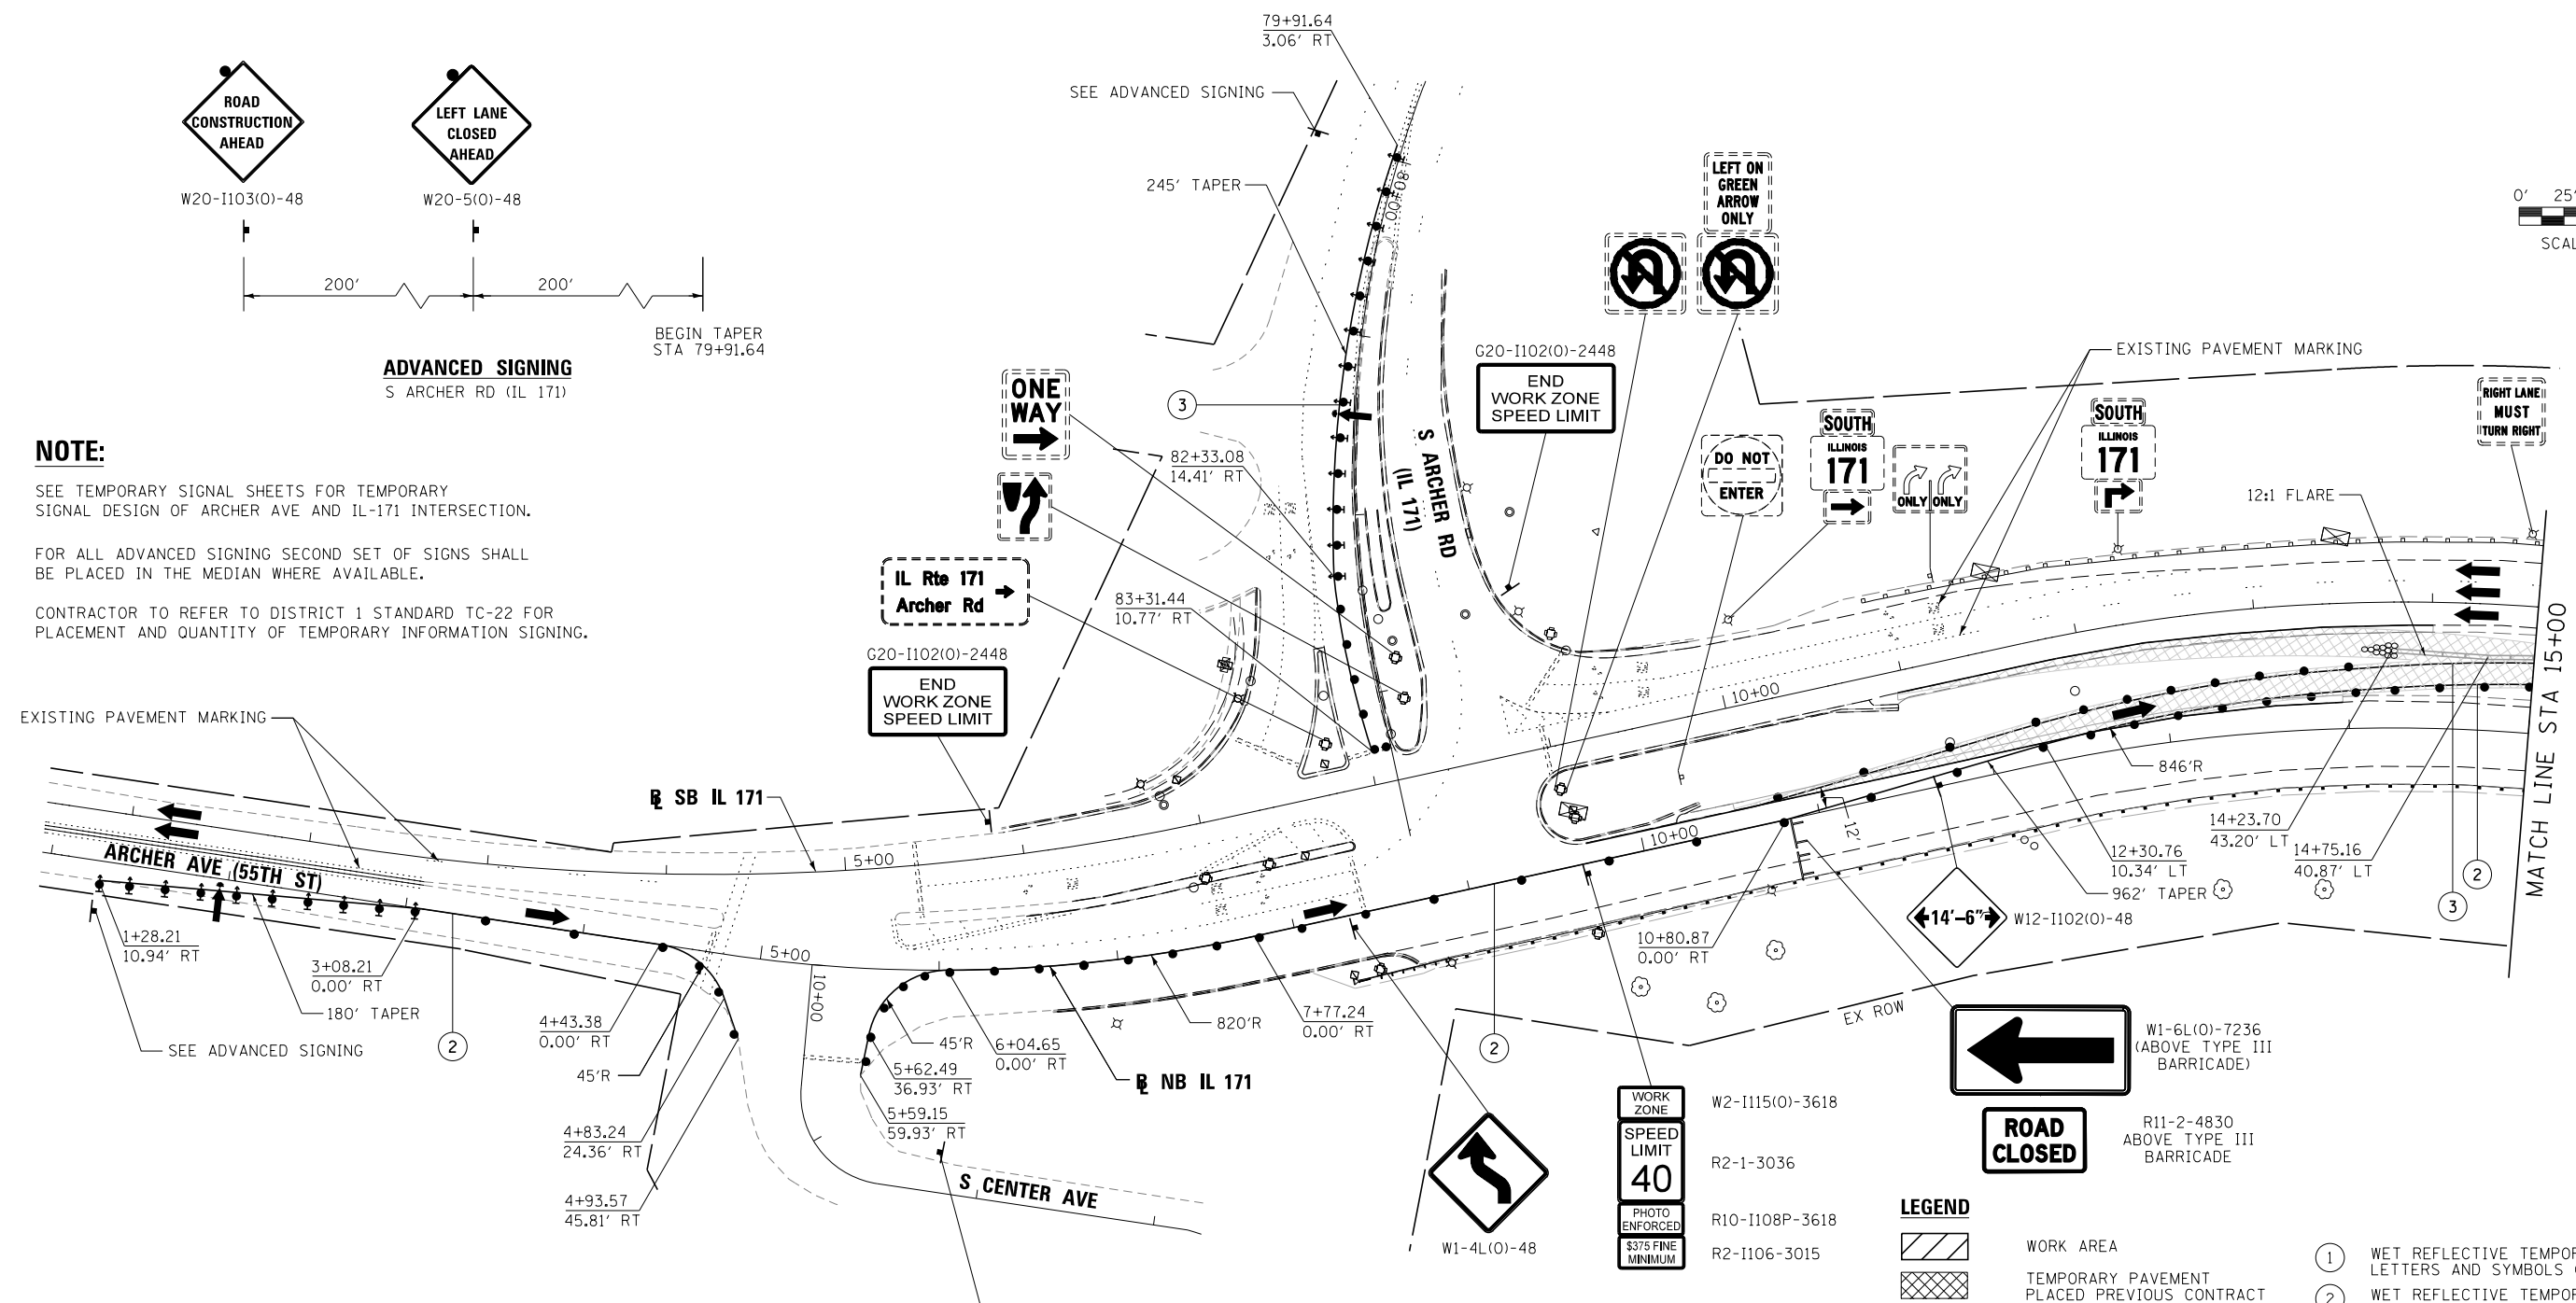 79+91.64
3.06' RT
SEE ADVANCED SIGNING
ROAD
CONSTRUCTION
AHEAD
LEFT LANE
CLOSED
AHEAD
W20-I103(O)-48
W20-5(O)-48
200'
200'
BEGIN TAPER
STA 79+91.64
ADVANCED SIGNING
S ARCHER RD (IL 171)
245' TAPER
80+00
LEFT ON
GREEN
ARROW
ONLY
0' 25'
SCAL
NOTE:
SEE TEMPORARY SIGNAL SHEETS FOR TEMPORARY
SIGNAL DESIGN OF ARCHER AVE AND IL-171 INTERSECTION.
FOR ALL ADVANCED SIGNING SECOND SET OF SIGNS SHALL
BE PLACED IN THE MEDIAN WHERE AVAILABLE.
CONTRACTOR TO REFER TO DISTRICT 1 STANDARD TC-22 FOR
PLACEMENT AND QUANTITY OF TEMPORARY INFORMATION SIGNING.
ONE
WAY
3
82+33.08
14.41' RT
S ARCHER RD
(IL 171)
G20-I102(O)-2448
END
WORK ZONE
SPEED LIMIT
EXISTING PAVEMENT MARKING
DO NOT
ENTER
SOUTH
ILLINOIS
171
ONLY ONLY
SOUTH
ILLINOIS
171
RIGHT LANE
MUST
TURN RIGHT
12:1 FLARE
IL Rte 171
Archer Rd
83+31.44
10.77' RT
G20-I102(O)-2448
END
WORK ZONE
SPEED LIMIT
EXISTING PAVEMENT MARKING
ARCHER AVE (55TH ST)
BL SB IL 171
5+00
10+00
10+00
5+00
10+00
12'
846'R
MATCH LINE STA 15+00
1+28.21
10.94' RT
3+08.21
0.00' RT
180' TAPER
SEE ADVANCED SIGNING
2
4+43.38
0.00' RT
45'R
4+83.24
24.36' RT
4+93.57
45.81' RT
45'R
5+62.49
36.93' RT
5+59.15
59.93' RT
6+04.65
0.00' RT
BL NB IL 171
820'R
7+77.24
0.00' RT
S CENTER AVE
2
10+80.87
0.00' RT
14'-6"
W12-I102(O)-48
12+30.76
10.34' LT
962' TAPER
14+23.70
43.20' LT
14+75.16
40.87' LT
2
3
EX ROW
W1-4L(O)-48
WORK
ZONE
W2-I115(O)-3618
SPEED
LIMIT
40
R2-1-3036
PHOTO
ENFORCED
R10-I108P-3618
$375 FINE
MINIMUM
R2-I106-3015
W1-6L(O)-7236
(ABOVE TYPE III
BARRICADE)
ROAD
CLOSED
R11-2-4830
ABOVE TYPE III
BARRICADE
LEGEND
WORK AREA
TEMPORARY PAVEMENT
PLACED PREVIOUS CONTRACT
1
WET REFLECTIVE TEMPOR
LETTERS AND SYMBOLS
2
WET REFLECTIVE TEMPOR